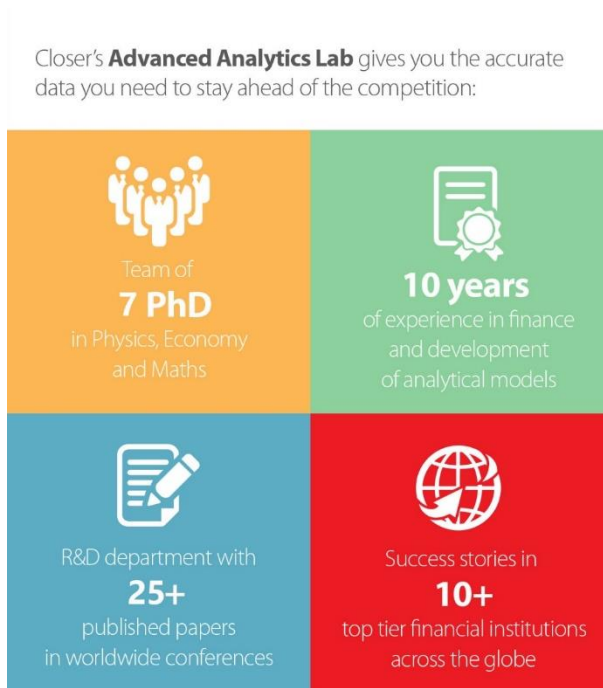 Closer's Advanced Analytics Lab gives you the accurate
data you need to stay ahead of the competition:
Team of
7 PhD
in Physics, Economy
and Maths
10 years
of experience in finance
and development
of analytical models
R&D department with
25+
published papers
in worldwide conferences
Success stories in
10+
top tier financial institutions
across the globe